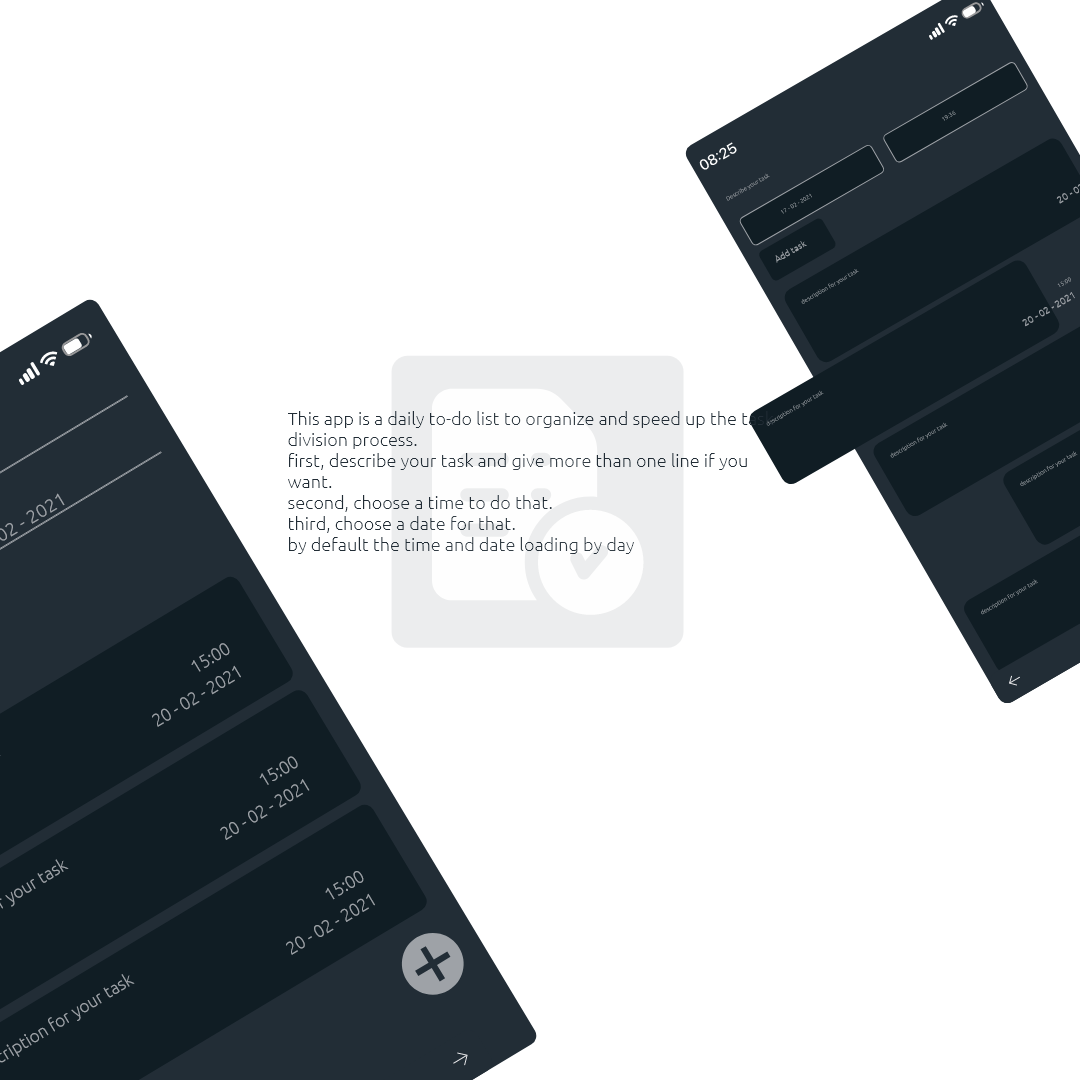 08:25
19:36
Describe your task
17 - 02 - 2021
20 - 0
Add task
description for your task
15:00
20 - 02 - 2021
description for your task
description for your task
description for your task
description for your task
This app is a daily to-do list to organize and speed up the task
division process.
first, describe your task and give more than one line if you
want.
second, choose a time to do that.
third, choose a date for that.
by default the time and date loading by day
02 - 2021
15:00
20 - 02 - 2021
15:00
20 - 02 - 2021
your task
15:00
20 - 02 - 2021
cription for your task